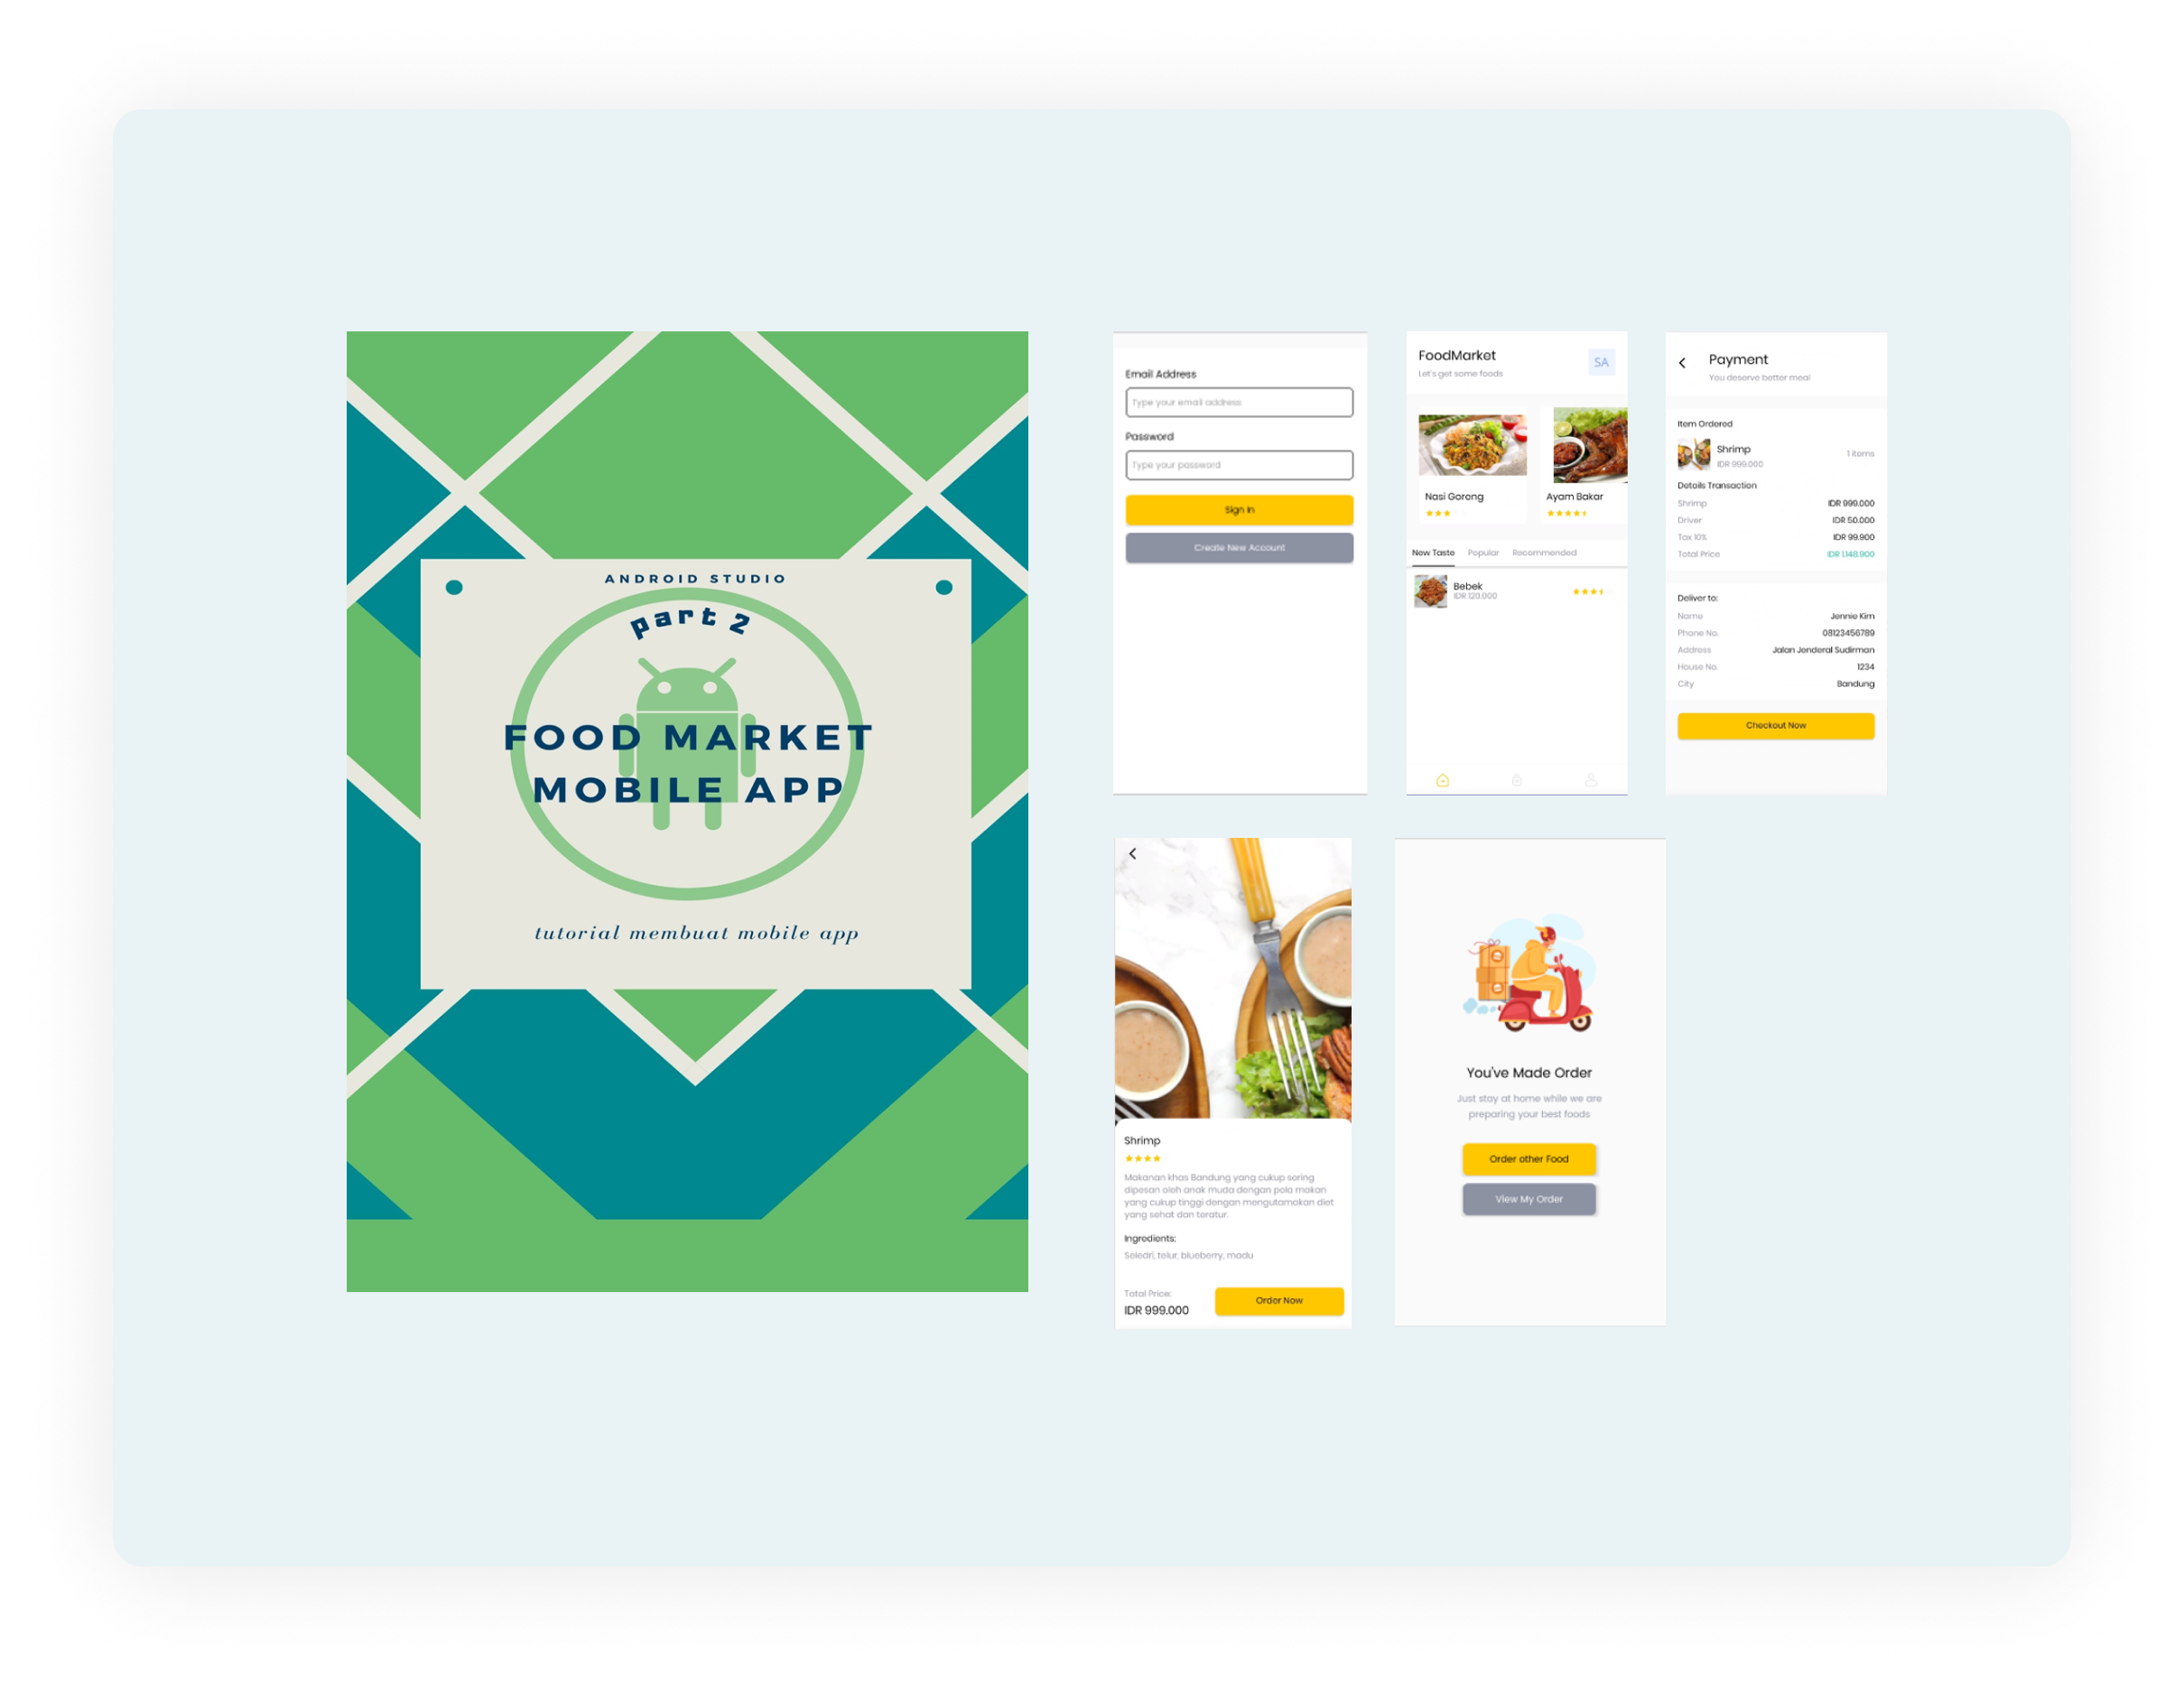 ANDROID STUDIO
part 2
FOOD MARKET
MOBILE APP
tutorial membuat mobile app
Email Address
Type your email address
Password
Type your password
Sign In
Create New Account
FoodMarket
Let's get some foods
SA
Nasi Goreng
Ayam Bakar
New Taste Popular Recommended
Bebek
IDR 120.000
Payment
You deserve better meal
Item Ordered
Shrimp
IDR 999.000
1 items
Details Transaction
Shrimp IDR 999.000
Driver IDR 50.000
Tax 10% IDR 99.900
Total Price IDR 1.148.900
Deliver to:
Name Jennie Kim
Phone No. 08123456789
Address Jalan Jenderal Sudirman
House No. 1234
City Bandung
Checkout Now
Shrimp
Makanan khas Bandung yang cukup sering
dipesan oleh anak muda dengan pola makan
yang cukup tinggi dengan mengutamakan diet
yang sehat dan teratur.
Ingredients:
Seledri, telur, blueberry, madu
Total Price:
IDR 999.000
Order Now
You've Made Order
Just stay at home while we are
preparing your best foods
Order other Food
View My Order